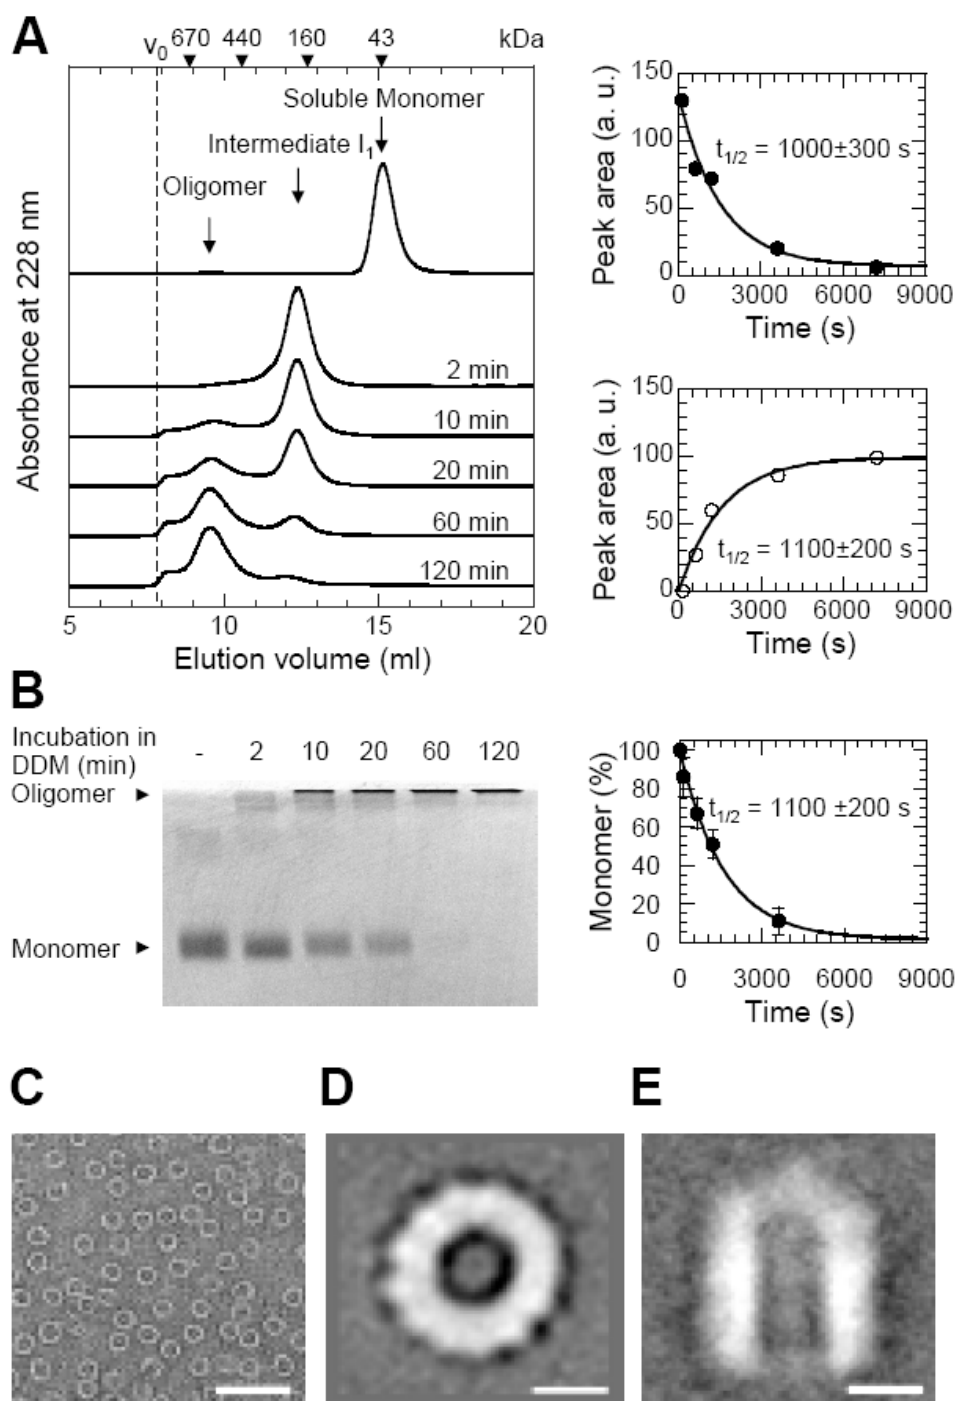 A
v0 670 440 160 43 kDa
Soluble Monomer
Intermediate I1
Oligomer
2 min
10 min
20 min
60 min
120 min
Absorbance at 228 nm
5 10 15 20
Elution volume (ml)
Peak area (a. u.)
150
100
50
0
t1/2 = 1000±300 s
0 3000 6000 9000
Time (s)
Peak area (a. u.)
150
100
50
0
t1/2 = 1100±200 s
0 3000 6000 9000
Time (s)
B
Incubation in
DDM (min)
- 2 10 20 60 120
Oligomer
Monomer
Monomer (%)
100
80
60
40
20
0
t1/2 = 1100 ±200 s
0 3000 6000 9000
Time (s)
C
D
E